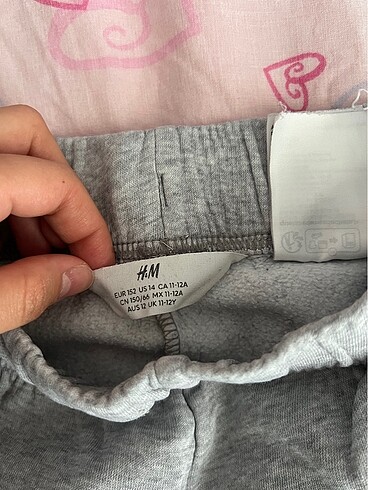 H&M
EUR 152 US 14 CA 11-12A
CN 150/66 MX 11-12A
AUS 12 UK 11-12Y